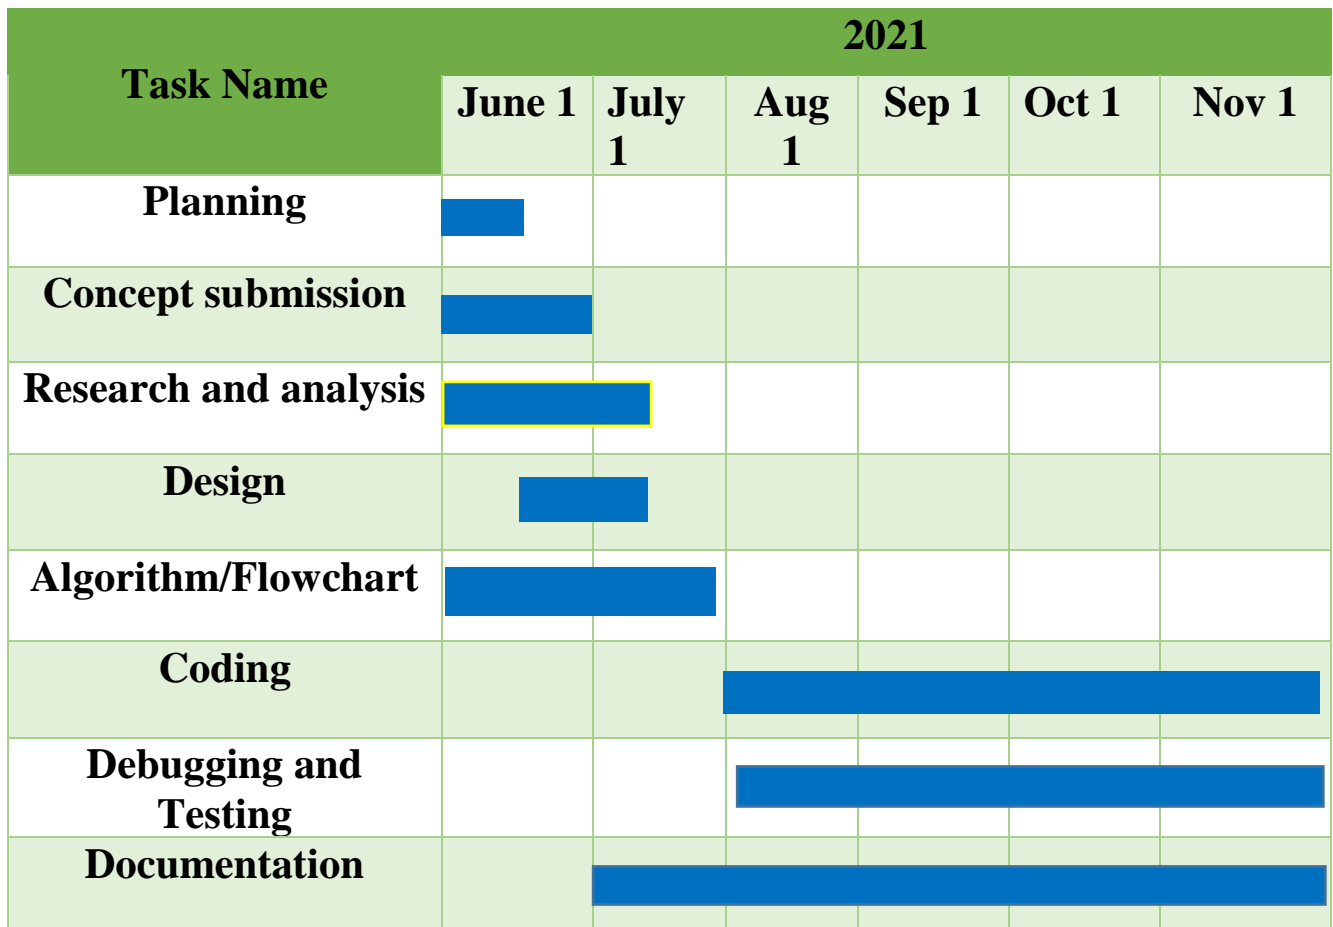 2021
Task Name
June 1
July
1
Aug
1
Sep 1
Oct 1
Nov 1
Planning
Concept submission
Research and analysis
Design
Algorithm/Flowchart
Coding
Debugging and
Testing
Documentation